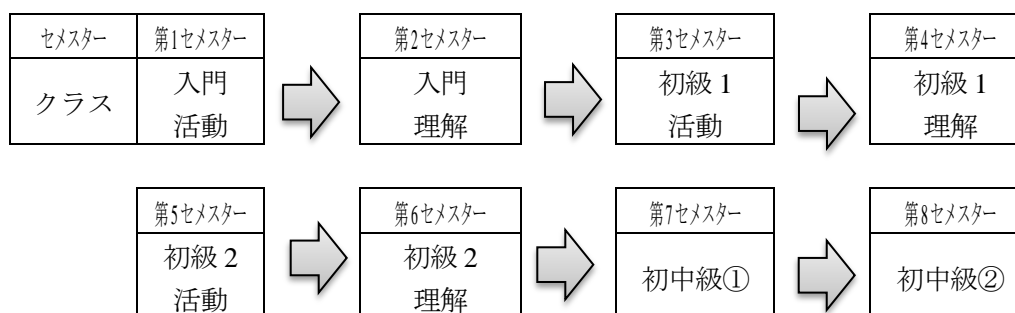 セメスター 第1セメスター 第2セメスター 第3セメスター 第4セメスター
クラス 入門 入門 初級1 初級1
活動 理解 活動 理解
第5セメスター 第6セメスター 第7セメスター 第8セメスター
初級2 初級2 初中級① 初中級②
活動 理解